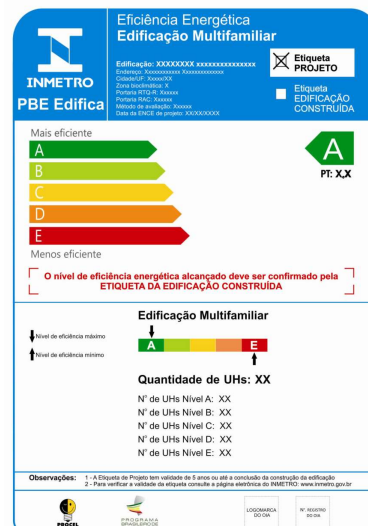 Eficiência Energética
Edificação Multifamiliar
INMETRO
PBE Edifica
Edificação: XXXXXXXX xxxxxxxxxxxxxxx
Endereço: Xxxxxxxxxxx Xxxxxxxxxxxxx
Cidade/UF: Xxxxx/XX
Zona bioclimática: X
Portaria RTQ-R: Xxxxxx
Portaria RAC: Xxxxxx
Método de avaliação: Xxxxxx
Data da ENCE de projeto: XX/XX/XXXX
Etiqueta
PROJETO
Etiqueta
EDIFICAÇÃO
CONSTRUÍDA
Mais eficiente
A
B
C
D
E
Menos eficiente
A
PT: X,X
O nível de eficiência energética alcançado deve ser confirmado pela
ETIQUETA DA EDIFICAÇÃO CONSTRUÍDA
Edificação Multifamiliar
Nível de eficiência máximo
Nível de eficiência mínimo
A
E
Quantidade de UHs: XX
N° de UHs Nível A: XX
N° de UHs Nível B: XX
N° de UHs Nível C: XX
N° de UHs Nível D: XX
N° de UHs Nível E: XX
Observações: 1 - A Etiqueta de Projeto tem validade de 5 anos ou até a conclusão da construção da edificação
2 - Para verificar a validade da etiqueta consulte a página eletrônica do INMETRO: www.inmetro.gov.br
PROCEL
PROGRAMA
BRASILEIRO DE
LOGOMARCA
DO OIA
N°. REGISTRO
DO OIA